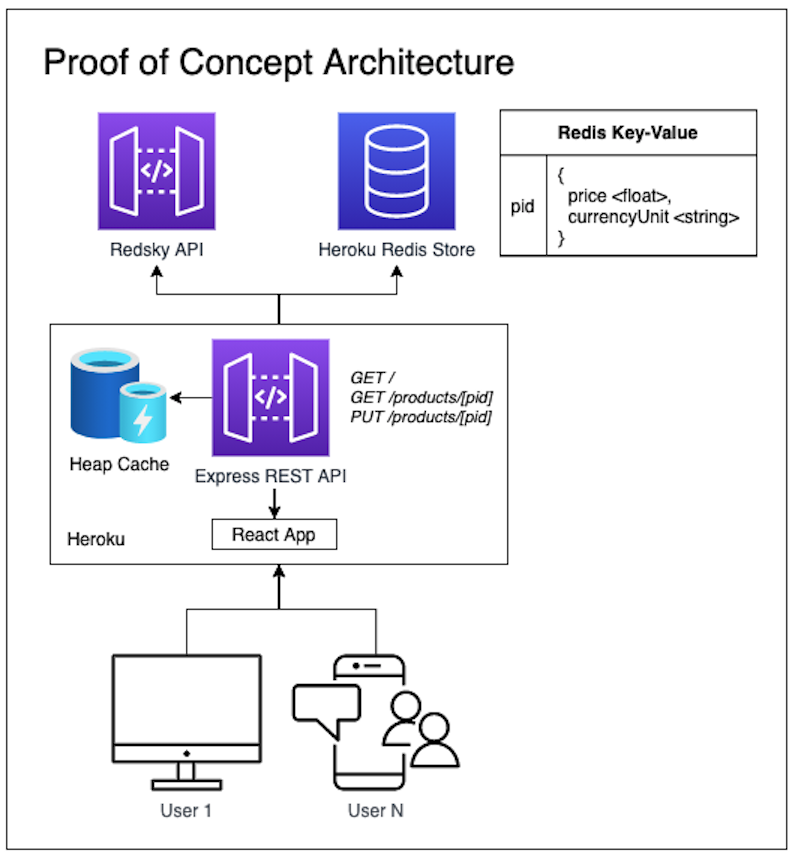 Proof of Concept Architecture
Redis Key-Value
pid
{
price <float>,
currencyUnit <string>
}
Redsky API
Heroku Redis Store
GET /
GET /products/[pid]
PUT /products/[pid]
Heap Cache
Express REST API
React App
Heroku
User 1
User N